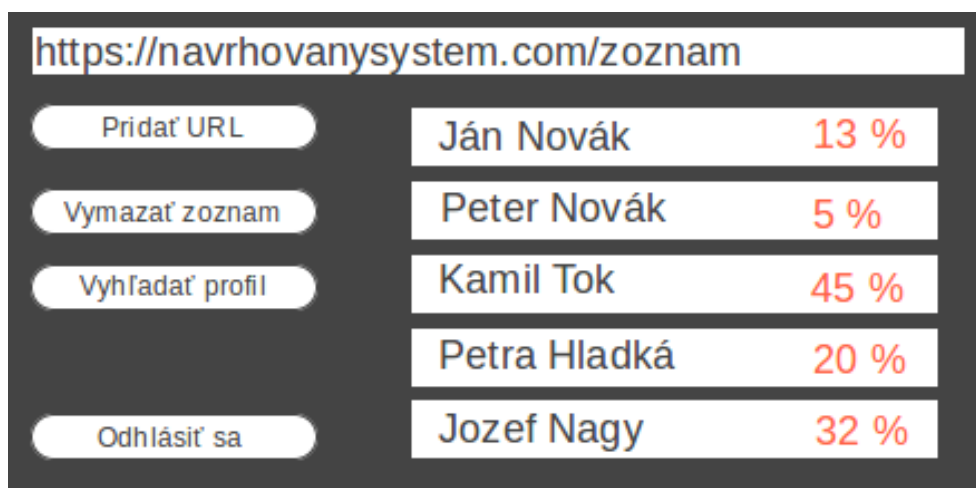 https://navrhovanysystem.com/zoznam
Pridať URL
Vymazať zoznam
Vyhľadať profil
Odhlásiť sa
Ján Novák 13 %
Peter Novák 5 %
Kamil Tok 45 %
Petra Hladká 20 %
Jozef Nagy 32 %